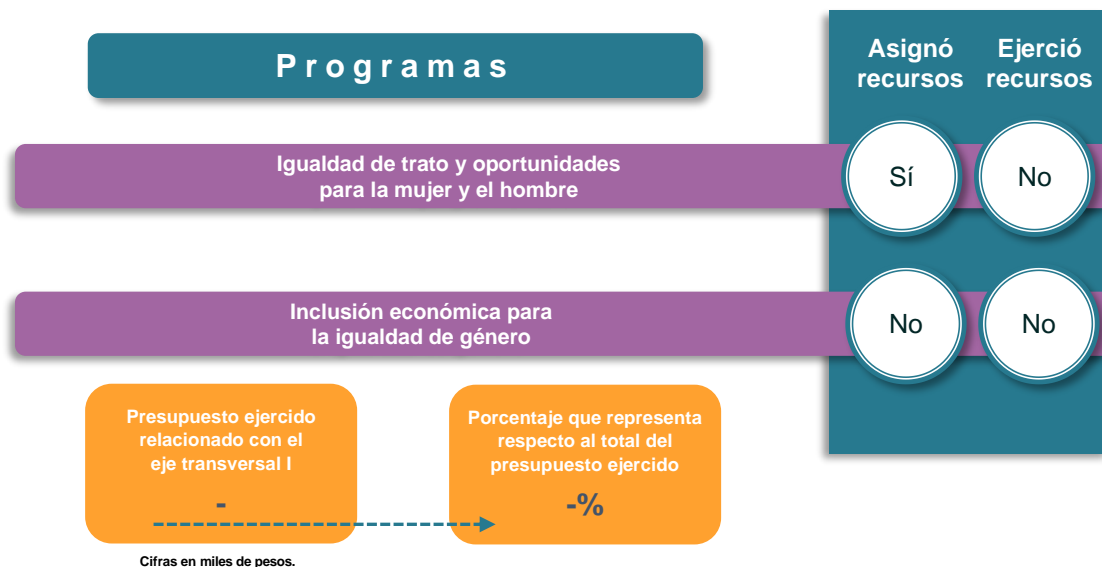 Programas
Asignó
recursos
Ejerció
recursos
Igualdad de trato y oportunidades
para la mujer y el hombre
Sí
No
Inclusión económica para
la igualdad de género
No
No
Presupuesto ejercido
relacionado con el
eje transversal I
-
Porcentaje que representa
respecto al total del
presupuesto ejercido
-%
Cifras en miles de pesos.